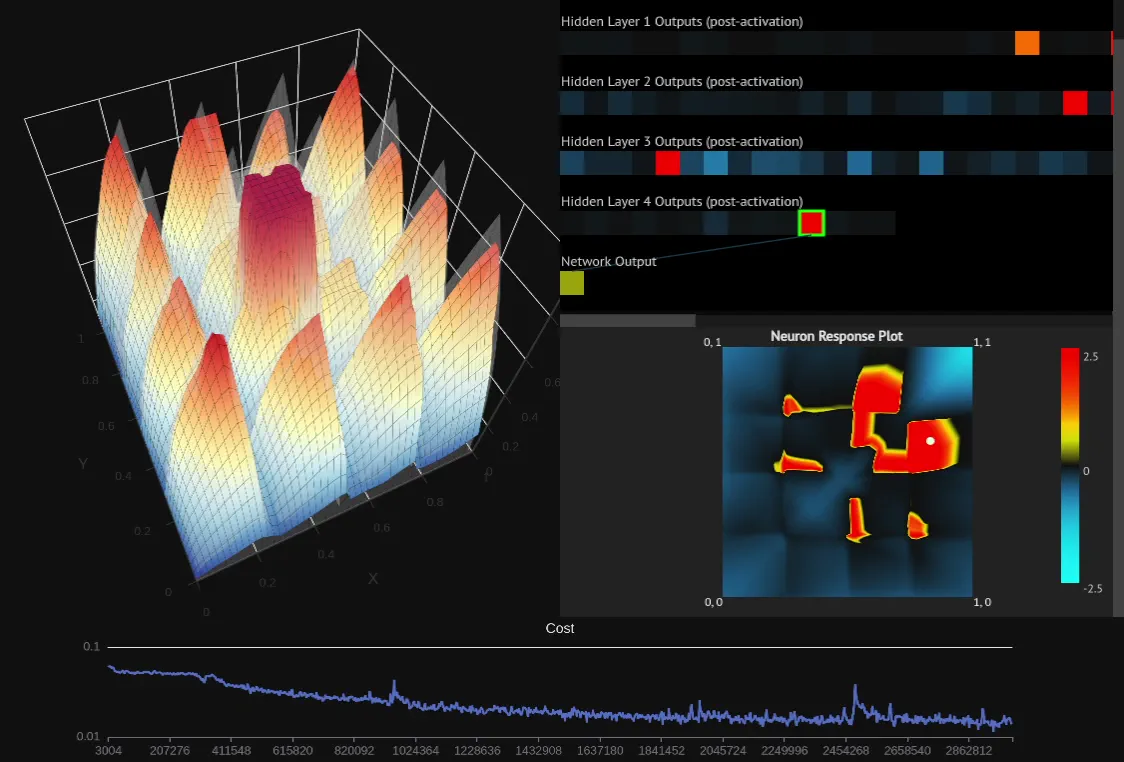 Hidden Layer 1 Outputs (post-activation)
Hidden Layer 2 Outputs (post-activation)
Hidden Layer 3 Outputs (post-activation)
Hidden Layer 4 Outputs (post-activation)
Network Output
Neuron Response Plot
0, 1
1, 1
2.5
0
-2.5
0, 0
1, 0
1
0.8
0.6
Y
0.4
0.2
0
0
0.2
0.4
X
0.6
0.8
0
0.2
0.4
0.6
Cost
0.1
0.01
3004 207276 411548 615820 820092 1024364 1228636 1432908 1637180 1841452 2045724 2249996 2454268 2658540 2862812